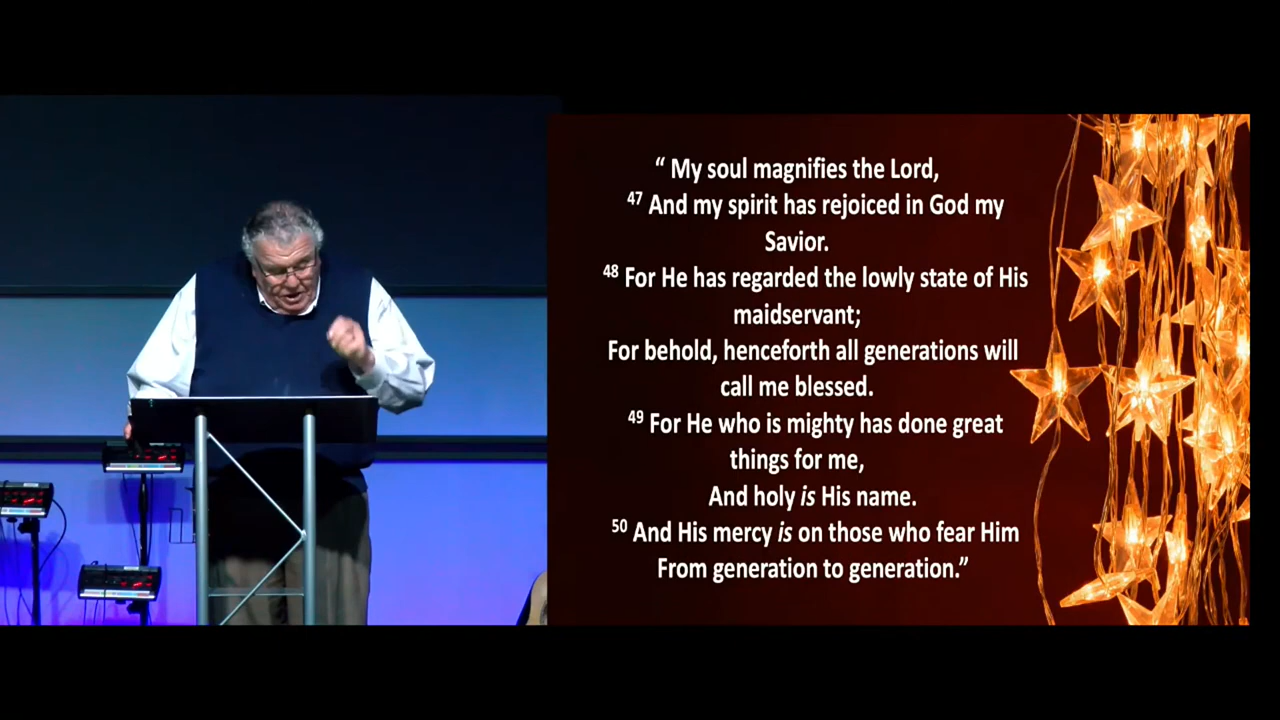 “ My soul magnifies the Lord,
47 And my spirit has rejoiced in God my
Savior.
48 For He has regarded the lowly state of His
maidservant;
For behold, henceforth all generations will
call me blessed.
49 For He who is mighty has done great
things for me,
And holy is His name.
50 And His mercy is on those who fear Him
From generation to generation.”